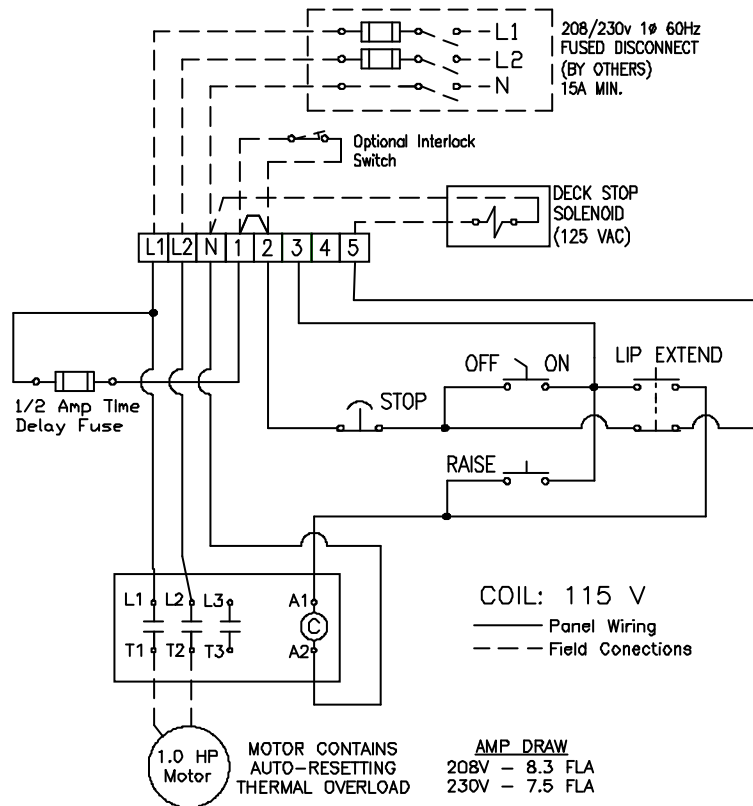 L1
208/230v 1ø 60Hz
L2
FUSED DISCONNECT
(BY OTHERS)
N
15A MIN.
Optional Interlock
Switch
DECK STOP
SOLENOID
(125 VAC)
L1 L2 N 1 2 3 4 5
OFF ON LIP EXTEND
1/2 Amp Time
Delay Fuse
STOP
RAISE
L1 L2 L3 A1
C
T1 T2 T3 A2
COIL: 115 V
Panel Wiring
Field Conections
1.0 HP
Motor
MOTOR CONTAINS
AUTO-RESETTING
THERMAL OVERLOAD
AMP DRAW
208V - 8.3 FLA
230V - 7.5 FLA